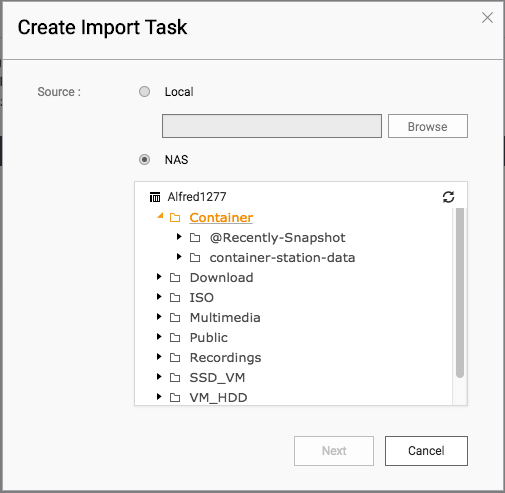 Create Import Task
Source :
Local
Browse
NAS
Alfred1277
Container
@Recently-Snapshot
container-station-data
Download
ISO
Multimedia
Public
Recordings
SSD_VM
VM_HDD
Next
Cancel